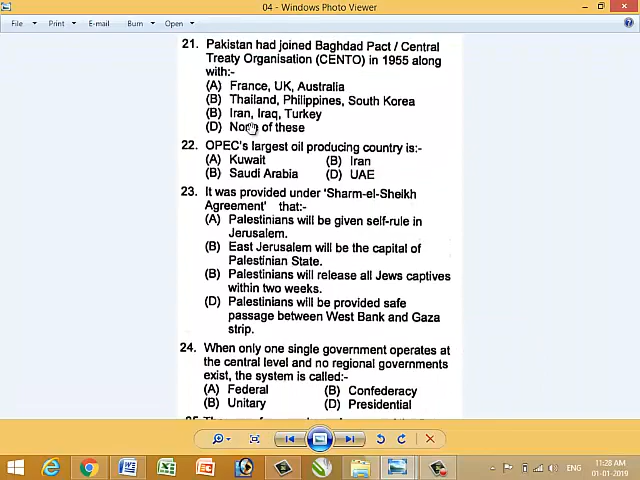 04 - Windows Photo Viewer
File Print E-mail Burn Open
21. Pakistan had joined Baghdad Pact / Central
Treaty Organisation (CENTO) in 1955 along
with:-
(A) France, UK, Australia
(B) Thailand, Philippines, South Korea
(B) Iran, Iraq, Turkey
(D) None of these
22. OPEC's largest oil producing country is:-
(A) Kuwait (B) Iran
(B) Saudi Arabia (D) UAE
23. It was provided under 'Sharm-el-Sheikh
Agreement' that:-
(A) Palestinians will be given self-rule in
Jerusalem.
(B) East Jerusalem will be the capital of
Palestinian State.
(B) Palestinians will release all Jews captives
within two weeks.
(D) Palestinians will be provided safe
passage between West Bank and Gaza
strip.
24. When only one single government operates at
the central level and no regional governments
exist, the system is called:-
(A) Federal (B) Confederacy
(B) Unitary (D) Presidential
ENG
11:28 AM
01-01-2019